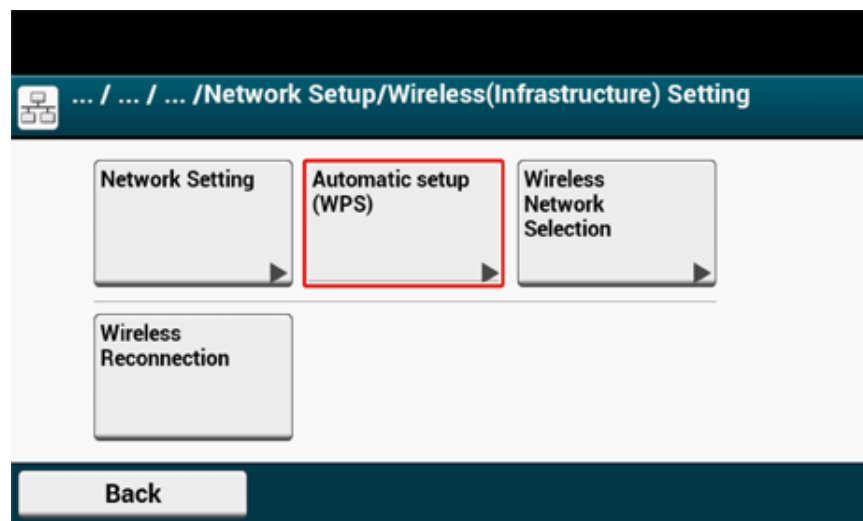 ... / ... / ... /Network Setup/Wireless(Infrastructure) Setting
Network Setting
Automatic setup
(WPS)
Wireless
Network
Selection
Wireless
Reconnection
Back